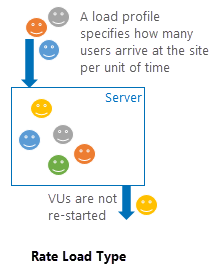 A load profile
specifies how many
users arrive at the site
per unit of time
Server
VUs are not
re-started
Rate Load Type